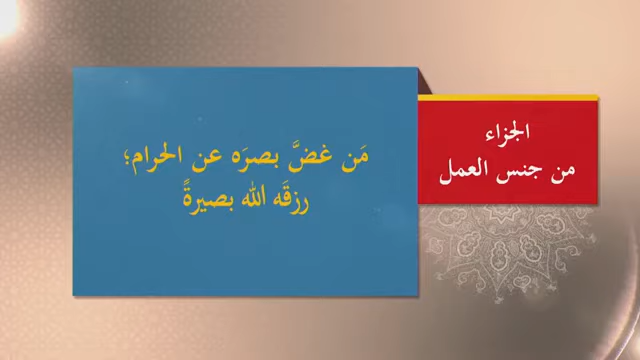 الجزاء
من جنس العمل
مَن غضَّ بصرَه عن الحرام؛
رزقَه الله بصيرةً